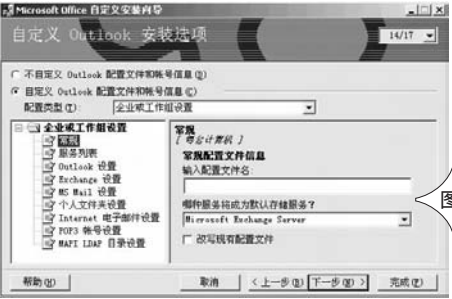 Microsoft Office 自定义安装向导
自定义 Outlook 安装选项
14/17
不自定义 Outlook 配置文件和帐号信息(D)
自定义 Outlook 配置文件和帐号信息(C)
配置类型(T):
企业或工作组设置
企业或工作组设置
常规
服务列表
Outlook 设置
Exchange 设置
MS Mail 设置
个人文件夹设置
Internet 电子邮件设置
POP3 帐号设置
MAPI LDAP 目录设置
常规
[ 每台计算机 ]
常规配置文件信息
输入配置文件名:
哪种服务将成为默认存储服务?
Microsoft Exchange Server
改写现有配置文件
帮助(H)
取消
< 上一步(B)
下一步(N) >
完成(F)
图